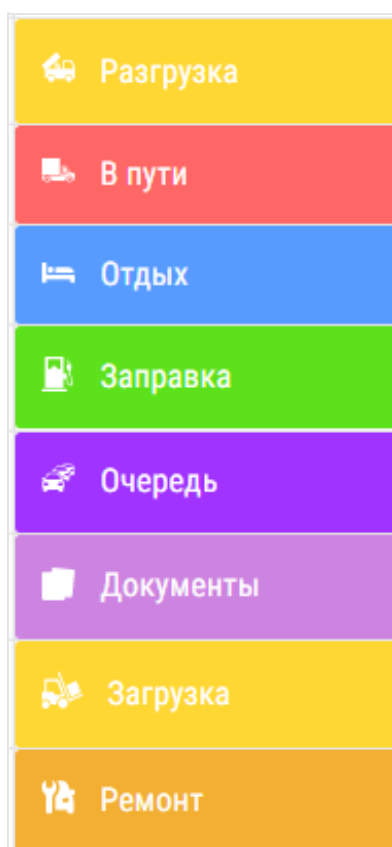 Разгрузка
В пути
Отдых
Заправка
Очередь
Документы
Загрузка
Ремонт